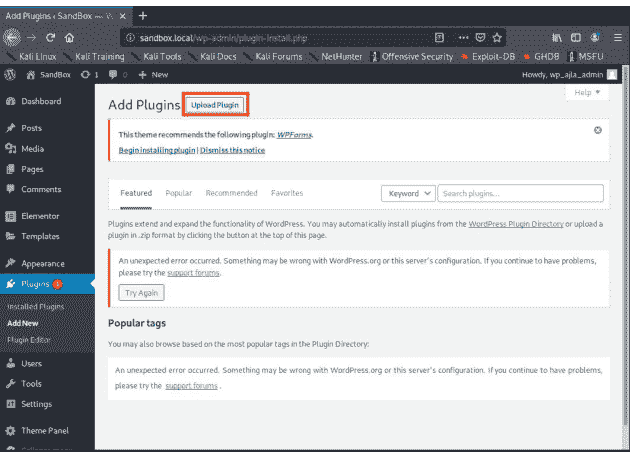 Add Plugins ‹ SandBox —
sandbox.local/wp-admin/plugin-install.php
Kali Linux Kali Training Kali Tools Kali Docs Kali Forums NetHunter Offensive Security Exploit-DB GHDB MSFU
SandBox 1 0 + New Howdy, wp_ajla_admin
Help
Dashboard
Posts
Media
Pages
Comments
Elementor
Templates
Appearance
Plugins
Installed Plugins
Add New
Plugin Editor
Users
Tools
Settings
Theme Panel
Add Plugins Upload Plugin
This theme recommends the following plugin: WPForms.
Begin installing plugin | Dismiss this notice
Featured Popular Recommended Favorites Keyword Search plugins...
Plugins extend and expand the functionality of WordPress. You may automatically install plugins from the WordPress Plugin Directory or upload a
plugin in .zip format by clicking the button at the top of this page.
An unexpected error occurred. Something may be wrong with WordPress.org or this server's configuration. If you continue to have problems,
please try the support forums.
Try Again
Popular tags
You may also browse based on the most popular tags in the Plugin Directory:
An unexpected error occurred. Something may be wrong with WordPress.org or this server's configuration. If you continue to have problems,
please try the support forums .